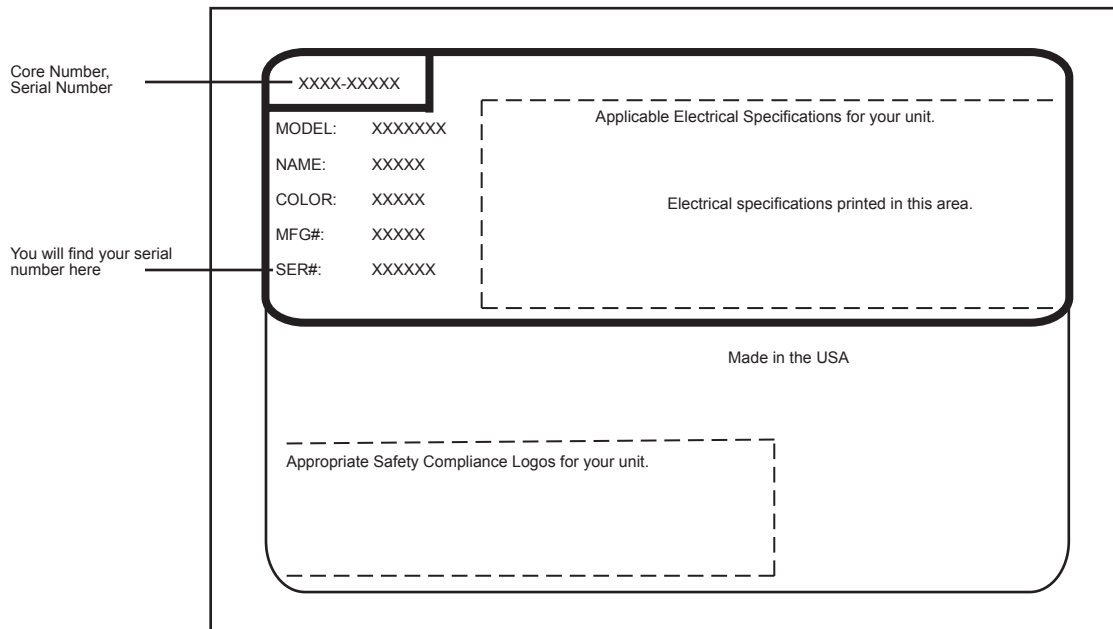 Core Number,
Serial Number
XXXX-XXXXX
MODEL: XXXXXXX
NAME: XXXXX
COLOR: XXXXX
MFG#: XXXXX
You will find your serial
number here
SER#: XXXXXX
Applicable Electrical Specifications for your unit.
Electrical specifications printed in this area.
Made in the USA
Appropriate Safety Compliance Logos for your unit.